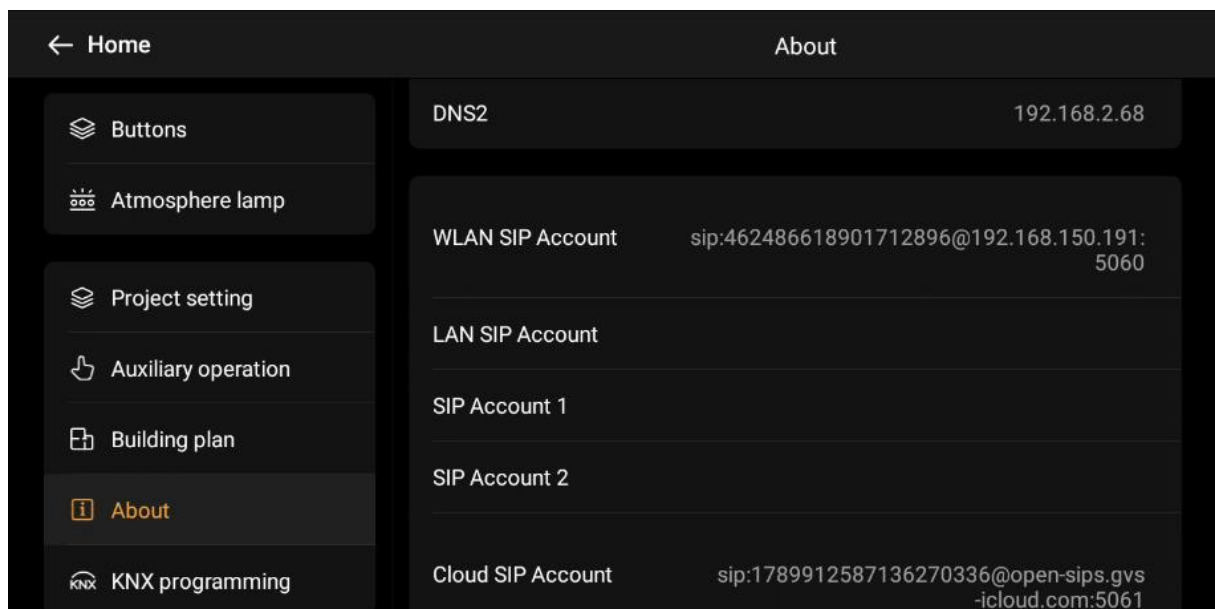 ← Home
About
Buttons
Atmosphere lamp
Project setting
Auxiliary operation
Building plan
About
KNX KNX programming
DNS2 192.168.2.68
WLAN SIP Account sip:462486618901712896@192.168.150.191:
5060
LAN SIP Account
SIP Account 1
SIP Account 2
Cloud SIP Account sip:1789912587136270336@open-sips.gvs
-icloud.com:5061